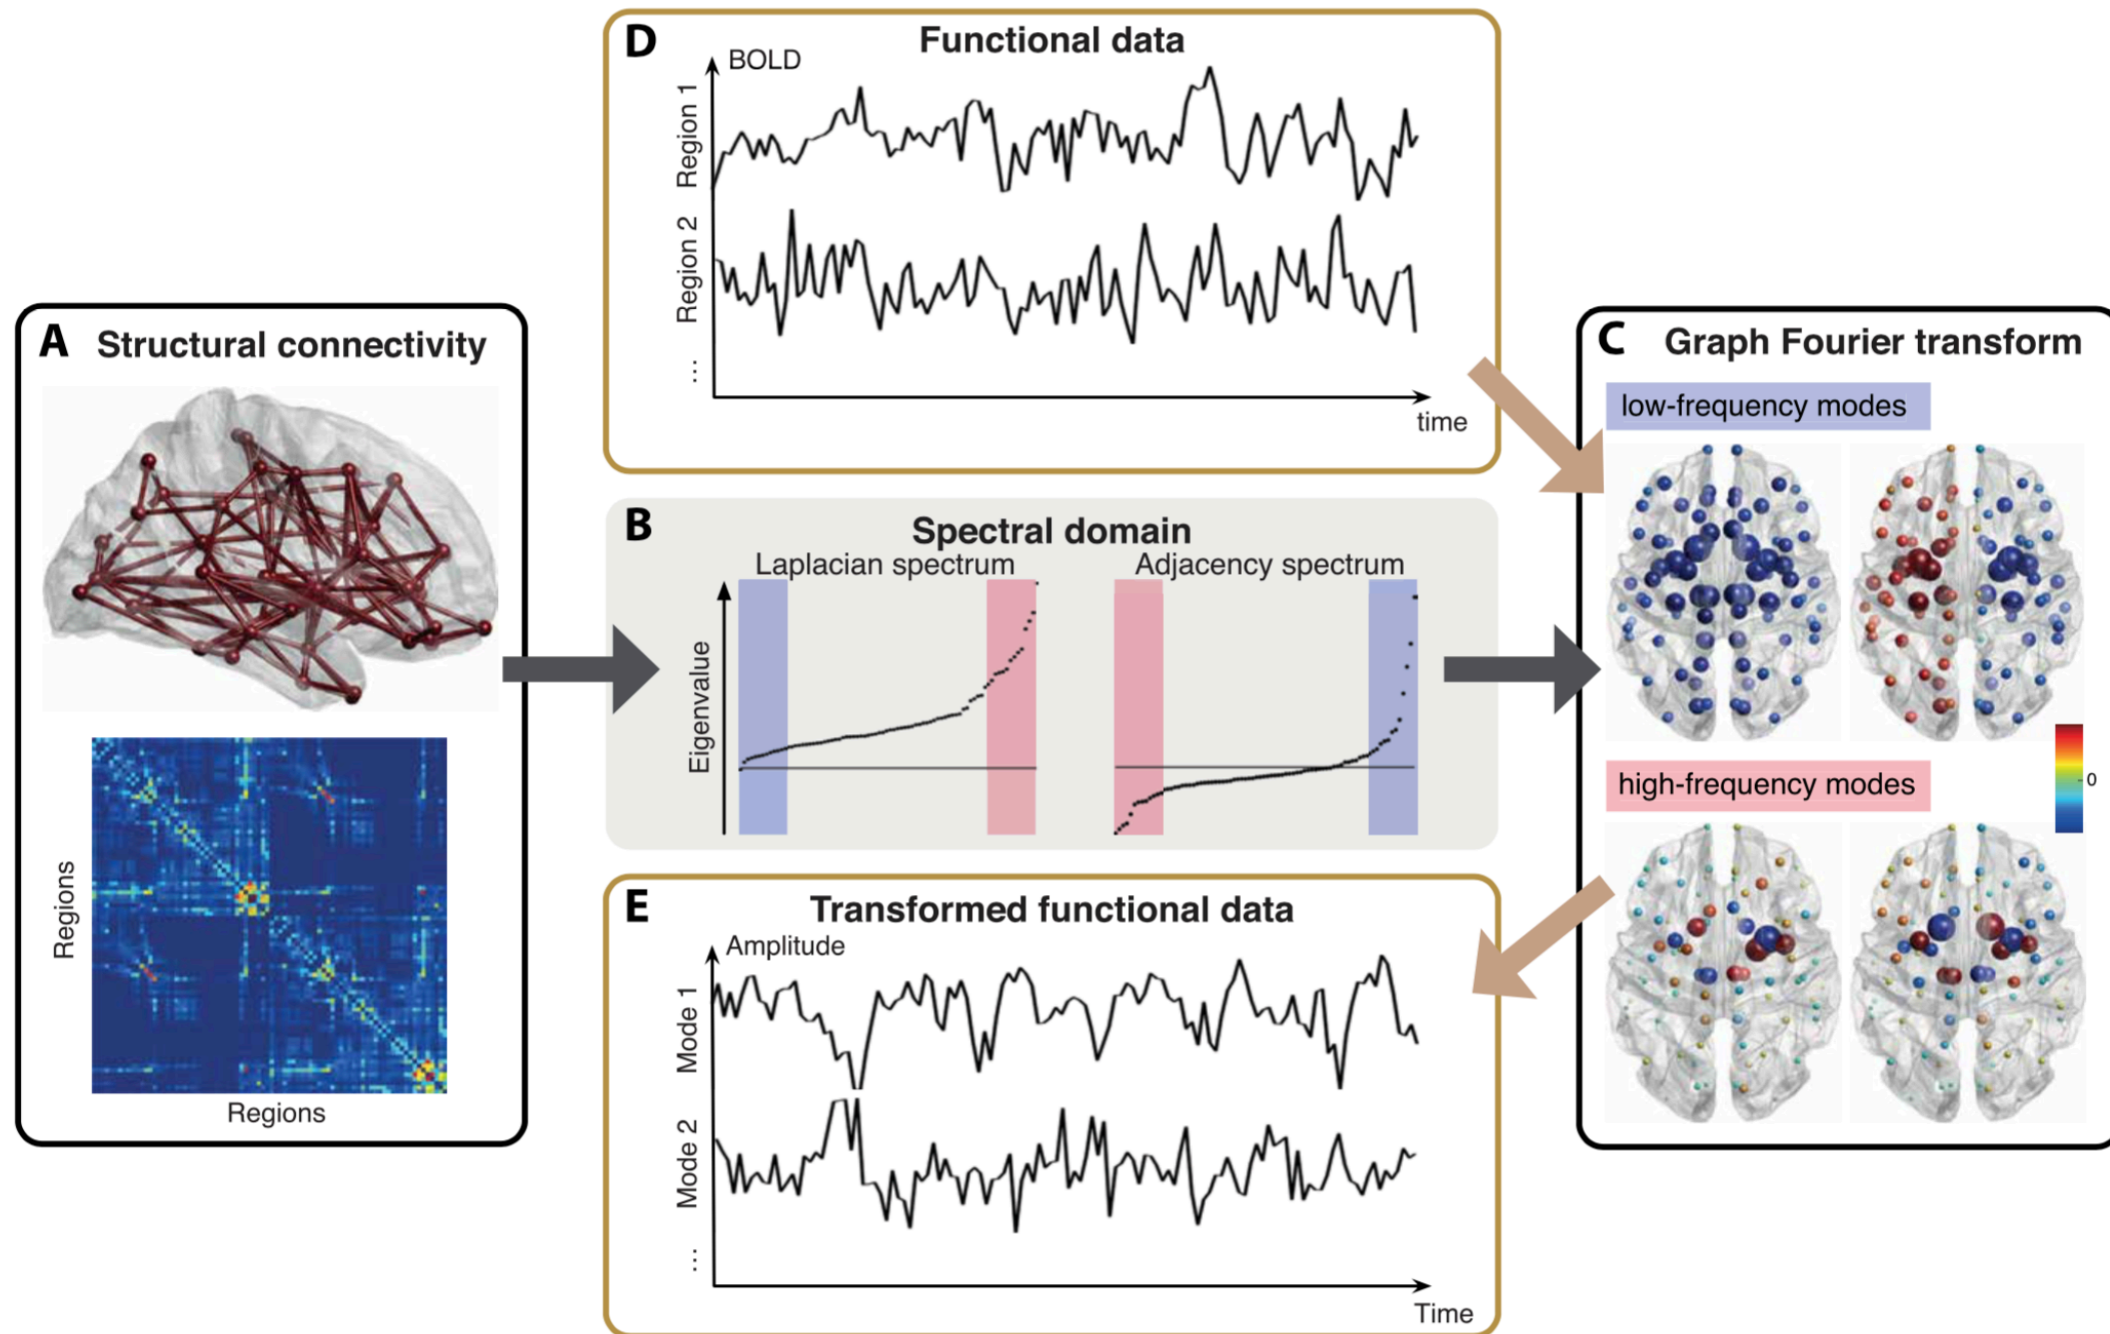 A Structural connectivity
Regions
Regions
D Functional data
BOLD
Region 1
Region 2
...
time
B Spectral domain
Laplacian spectrum
Adjacency spectrum
Eigenvalue
E Transformed functional data
Amplitude
Mode 1
Mode 2
...
Time
C Graph Fourier transform
low-frequency modes
0
high-frequency modes